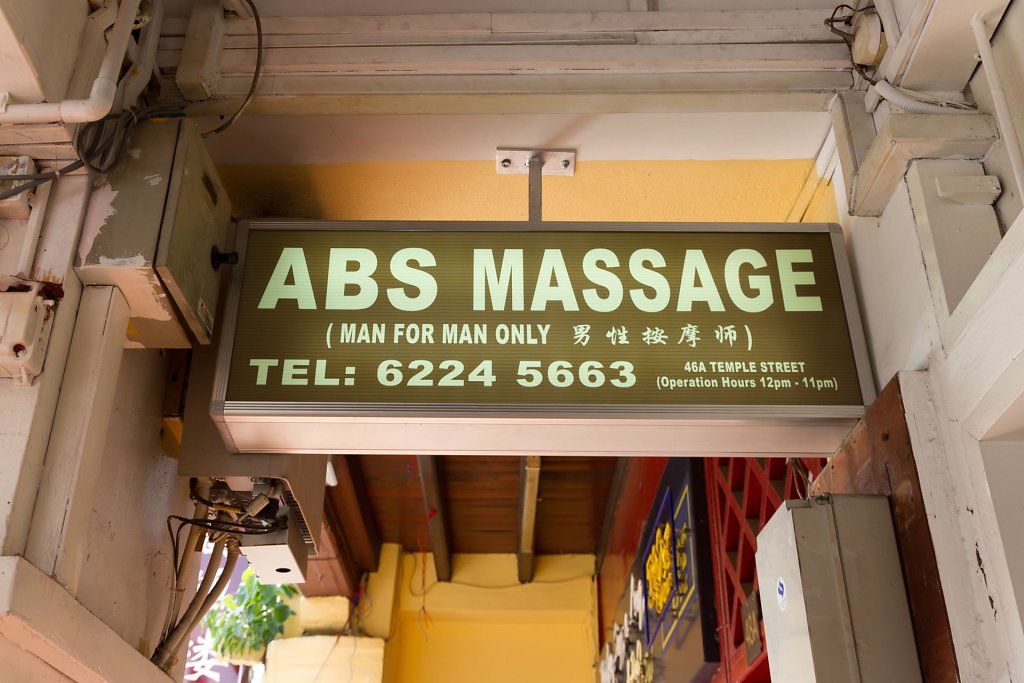 ABS MASSAGE
( MAN FOR MAN ONLY 男性按摩师 )
TEL: 6224 5663
46A TEMPLE STREET
(Operation Hours 12pm - 11pm)
楼